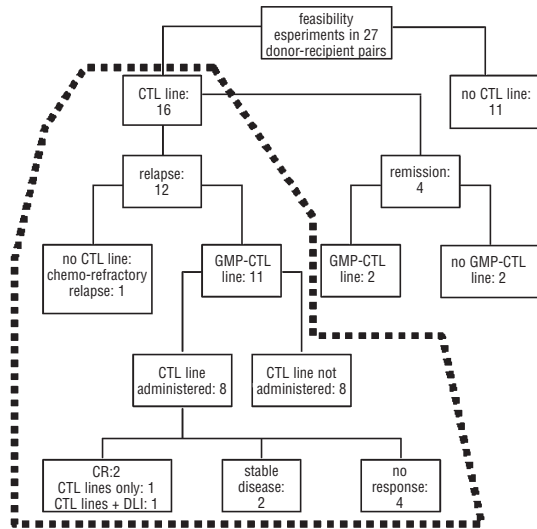 feasibility
esperiments in 27
donor-recipient pairs
CTL line:
16
no CTL line:
11
relapse:
12
remission:
4
no CTL line:
chemo-refractory
relapse: 1
GMP-CTL
line: 11
GMP-CTL
line: 2
no GMP-CTL
line: 2
CTL line
administered: 8
CTL line not
administered: 8
CR:2
CTL lines only: 1
CTL lines + DLI: 1
stable
disease:
2
no
response:
4